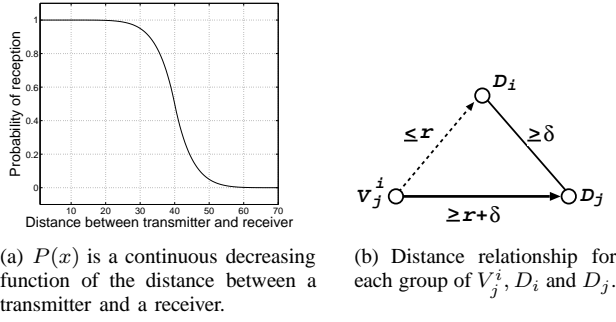 1
0.8
0.6
0.4
0.2
0
Probability of reception
10 20 30 40 50 60 70
Distance between transmitter and receiver
D_i
≤r
≥δ
V_j^i
D_j
≥r+δ
(a) P(x) is a continuous decreasing
function of the distance between a
transmitter and a receiver.
(b) Distance relationship for
each group of V_j^i, D_i and D_j.